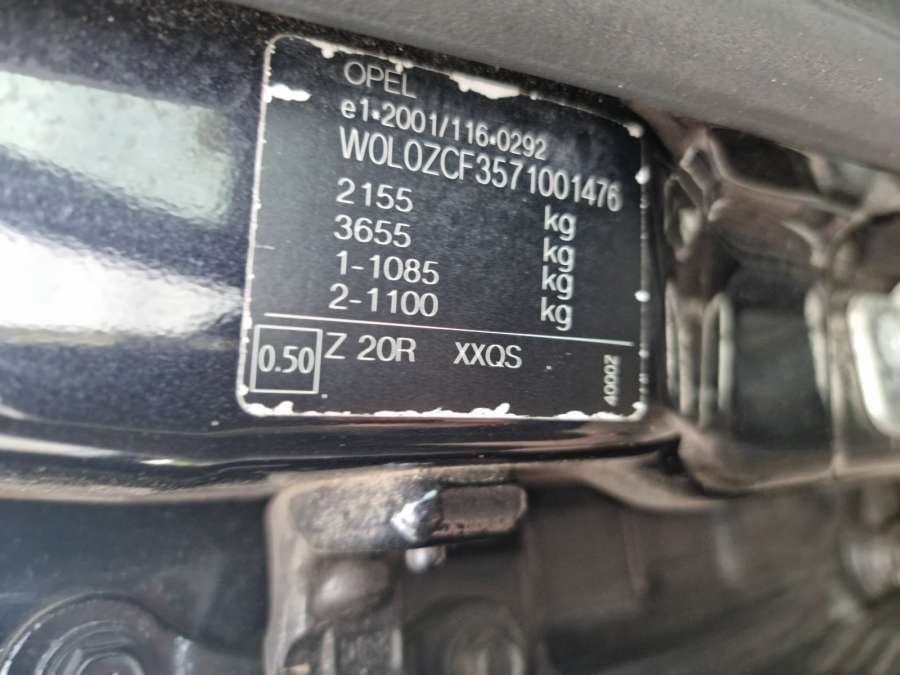 OPEL
e1*2001/116*0292
W0L0ZCF3571001476
2155 kg
3655 kg
1-1085 kg
2-1100 kg
0.50 Z 20R XXQS
40002